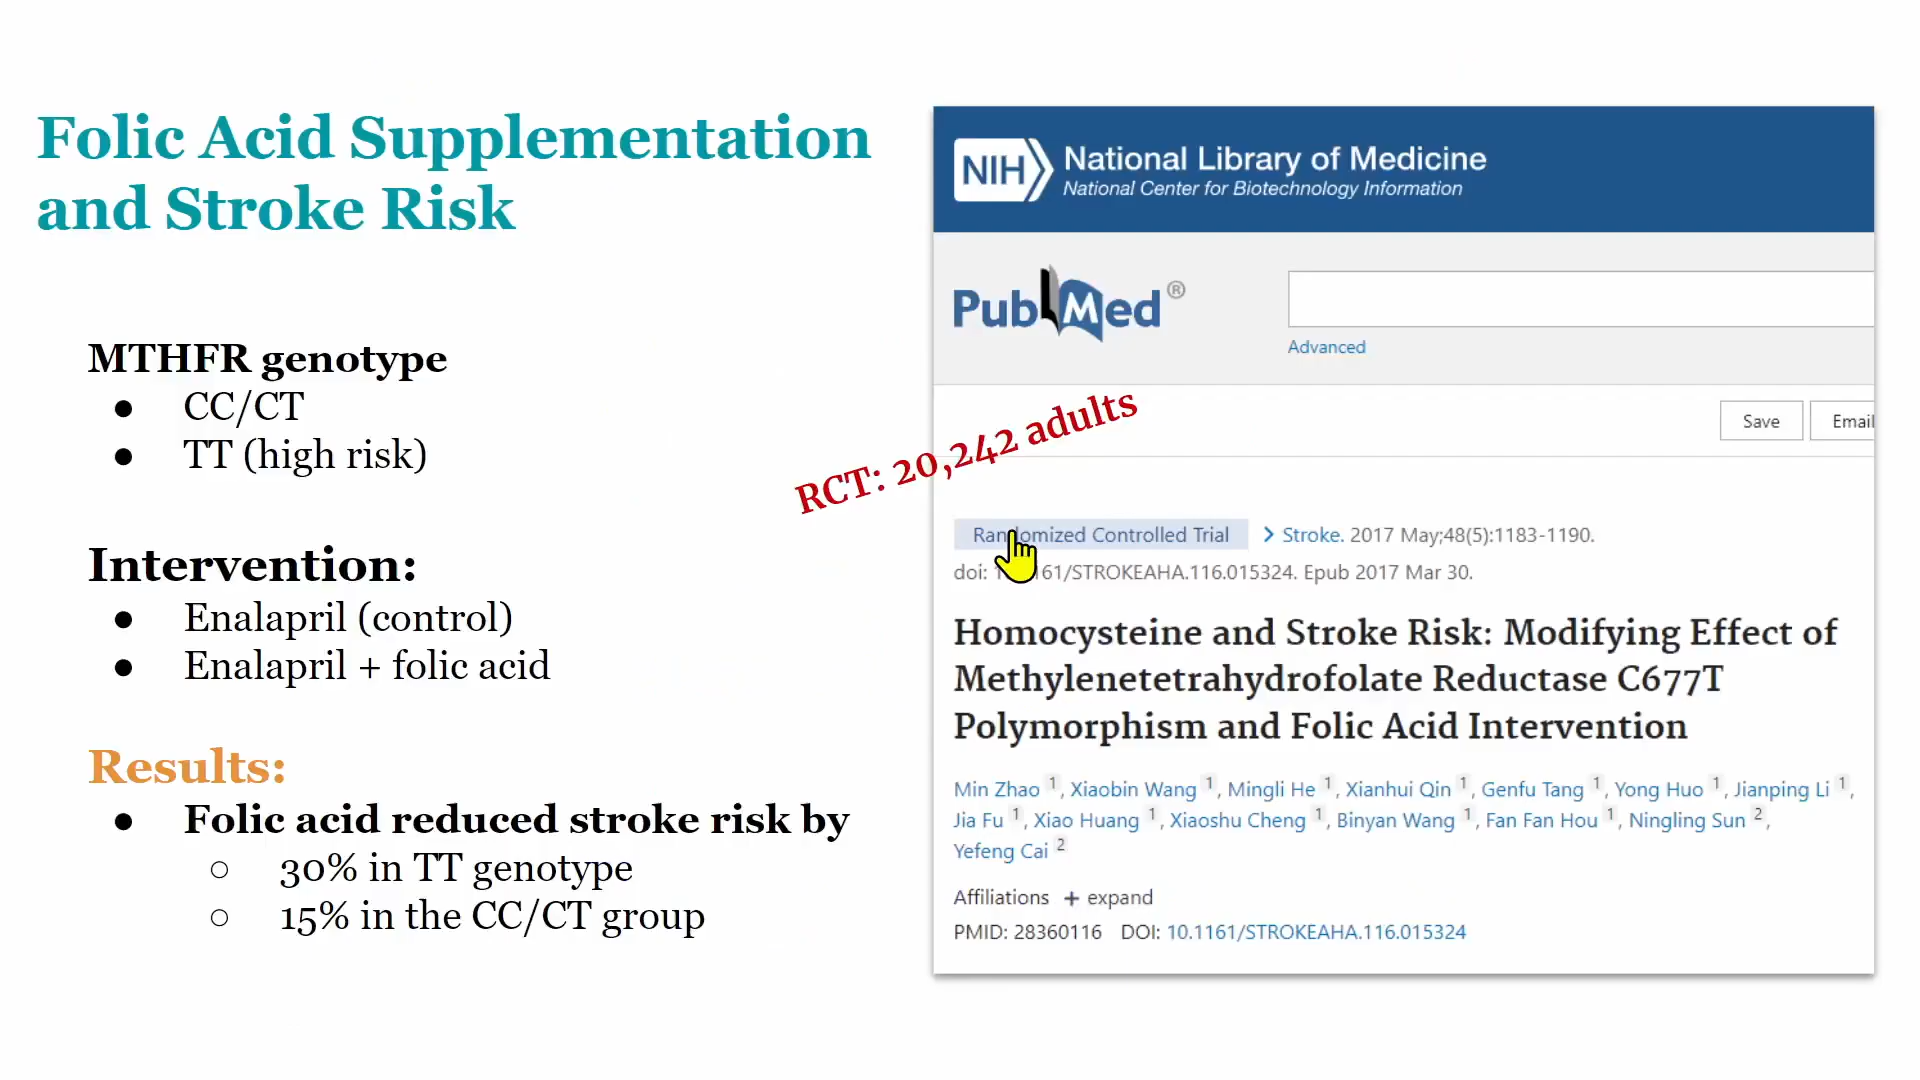 Folic Acid Supplementation
and Stroke Risk
MTHFR genotype
● CC/CT
● TT (high risk)
Intervention:
● Enalapril (control)
● Enalapril + folic acid
Results:
● Folic acid reduced stroke risk by
○ 30% in TT genotype
○ 15% in the CC/CT group
RCT: 20,242 adults
NIH National Library of Medicine
National Center for Biotechnology Information
PubMed®
Advanced
Save Email
Randomized Controlled Trial > Stroke. 2017 May;48(5):1183-1190.
doi: 161/STROKEAHA.116.015324. Epub 2017 Mar 30.
Homocysteine and Stroke Risk: Modifying Effect of
Methylenetetrahydrofolate Reductase C677T
Polymorphism and Folic Acid Intervention
Min Zhao 1, Xiaobin Wang 1, Mingli He 1, Xianhui Qin 1, Genfu Tang 1, Yong Huo 1, Jianping Li 1,
Jia Fu 1, Xiao Huang 1, Xiaoshu Cheng 1, Binyan Wang 1, Fan Fan Hou 1, Ningling Sun 2,
Yefeng Cai 2
Affiliations + expand
PMID: 28360116 DOI: 10.1161/STROKEAHA.116.015324